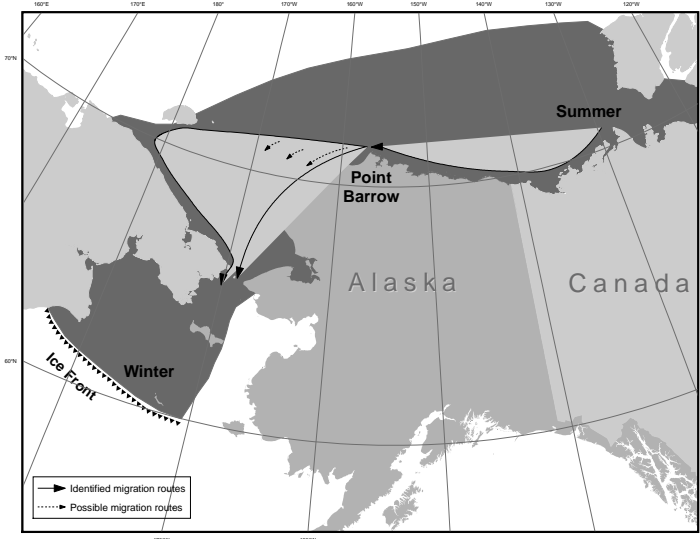 160°E 170°E 180° 170°W 160°W 150°W 140°W 130°W 120°W
70°N
Summer
Point
Barrow
Alaska
Canada
60°N
Winter
Ice Front
Identified migration routes
Possible migration routes